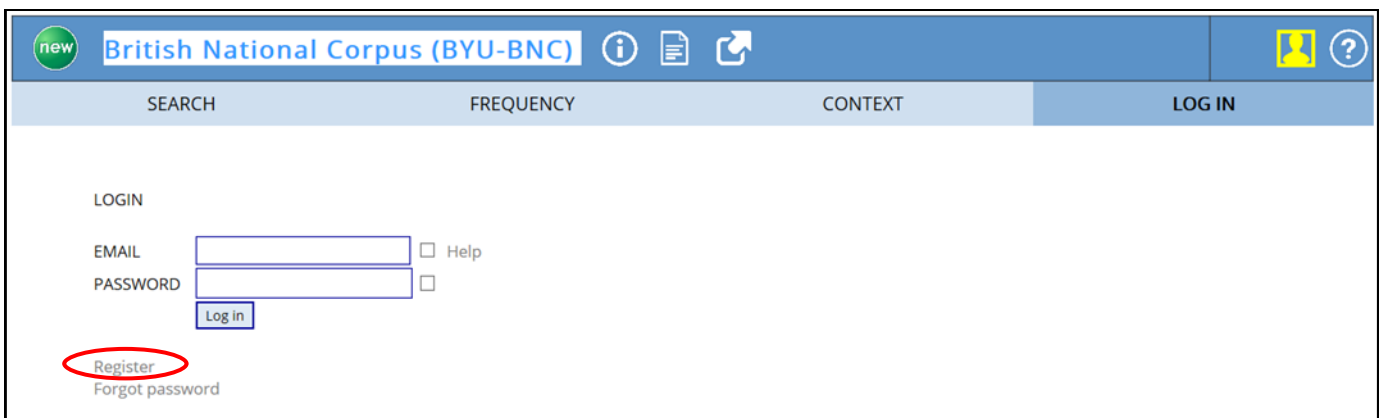 new British National Corpus (BYU-BNC) i ?
SEARCH FREQUENCY CONTEXT LOG IN
LOGIN
EMAIL Help
PASSWORD
Log in
Register
Forgot password